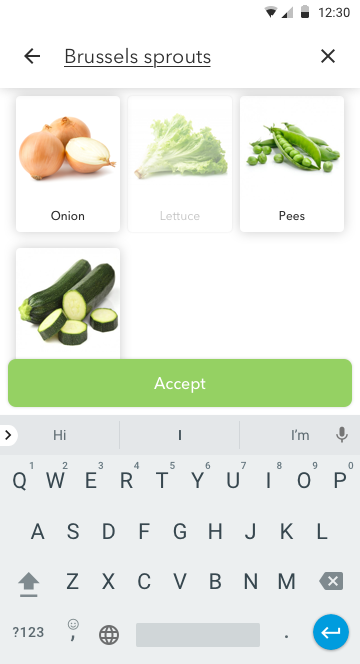 12:30
Brussels sprouts
Onion
Lettuce
Pees
Accept
Hi I I'm
1 2 3 4 5 6 7 8 9 0
Q W E R T Y U I O P
A S D F G H J K L
Z X C V B N M
?123 , .